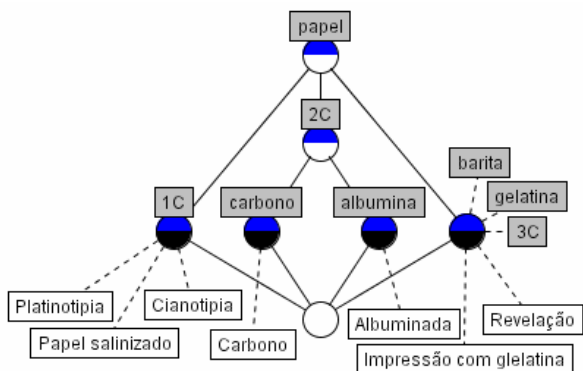 papel
2C
barita
gelatina
3C
1C
carbono
albumina
Platinotipia
Cianotipia
Papel salinizado
Carbono
Albuminada
Revelação
Impressão com glelatina